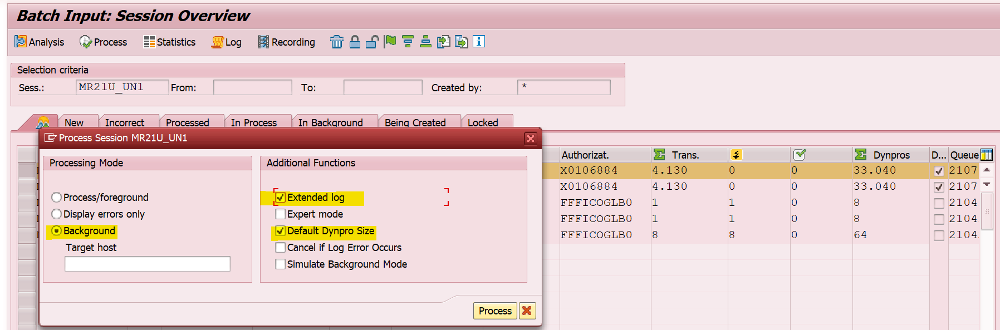 Batch Input: Session Overview
Analysis Process Statistics Log Recording
Selection criteria
Sess.: MR21U_UN1 From: To: Created by: *
New Incorrect Processed In Process In Background Being Created Locked
Process Session MR21U_UN1
Processing Mode
Process/foreground
Display errors only
Background
Target host
Additional Functions
Extended log
Expert mode
Default Dynpro Size
Cancel if Log Error Occurs
Simulate Background Mode
Process
Authorizat. Trans. Dynpros D... Queue
X0106884 4.130 0 0 33.040 2107
X0106884 4.130 0 0 33.040 2107
FFFICOGLB0 1 1 0 8 2104
FFFICOGLB0 1 1 0 8 2104
FFFICOGLB0 8 8 0 64 2104